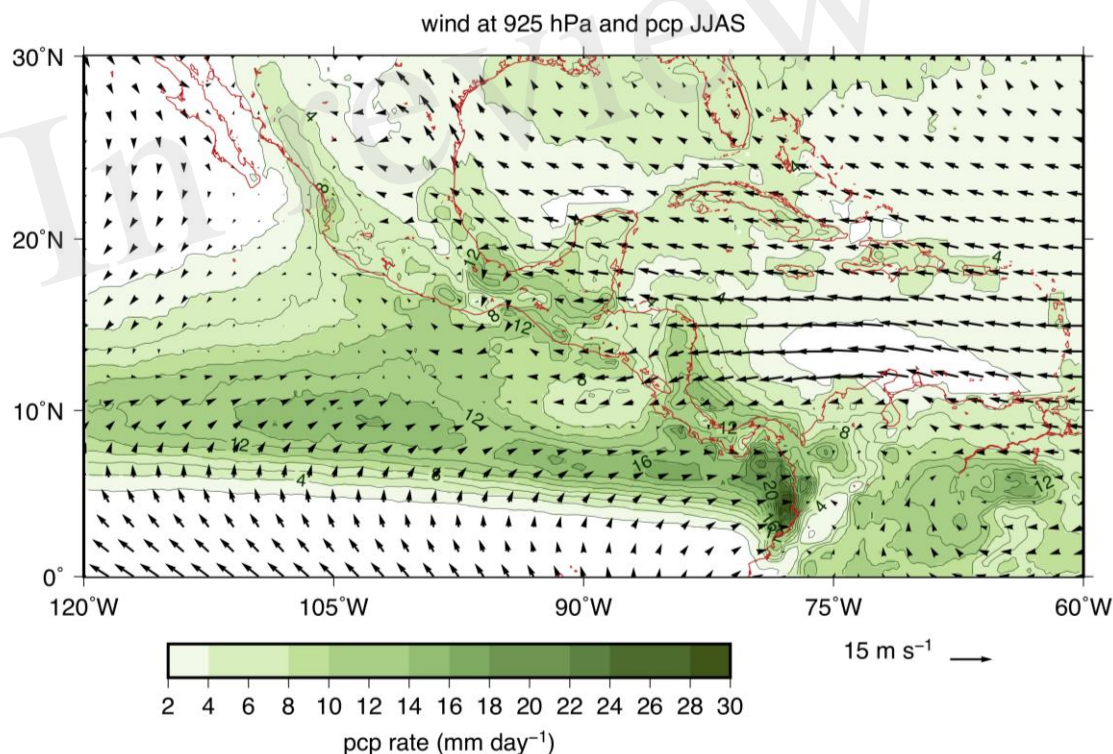 wind at 925 hPa and pcp JJAS
In review
30˚N
20˚N
10˚N
0˚
4
8
12
4
4
8
12
8
12
8
12
12
8
16
12
20
4
12
4
120˚W
105˚W
90˚W
75˚W
60˚W
15 m s⁻¹
2 4 6 8 10 12 14 16 18 20 22 24 26 28 30
pcp rate (mm day⁻¹)